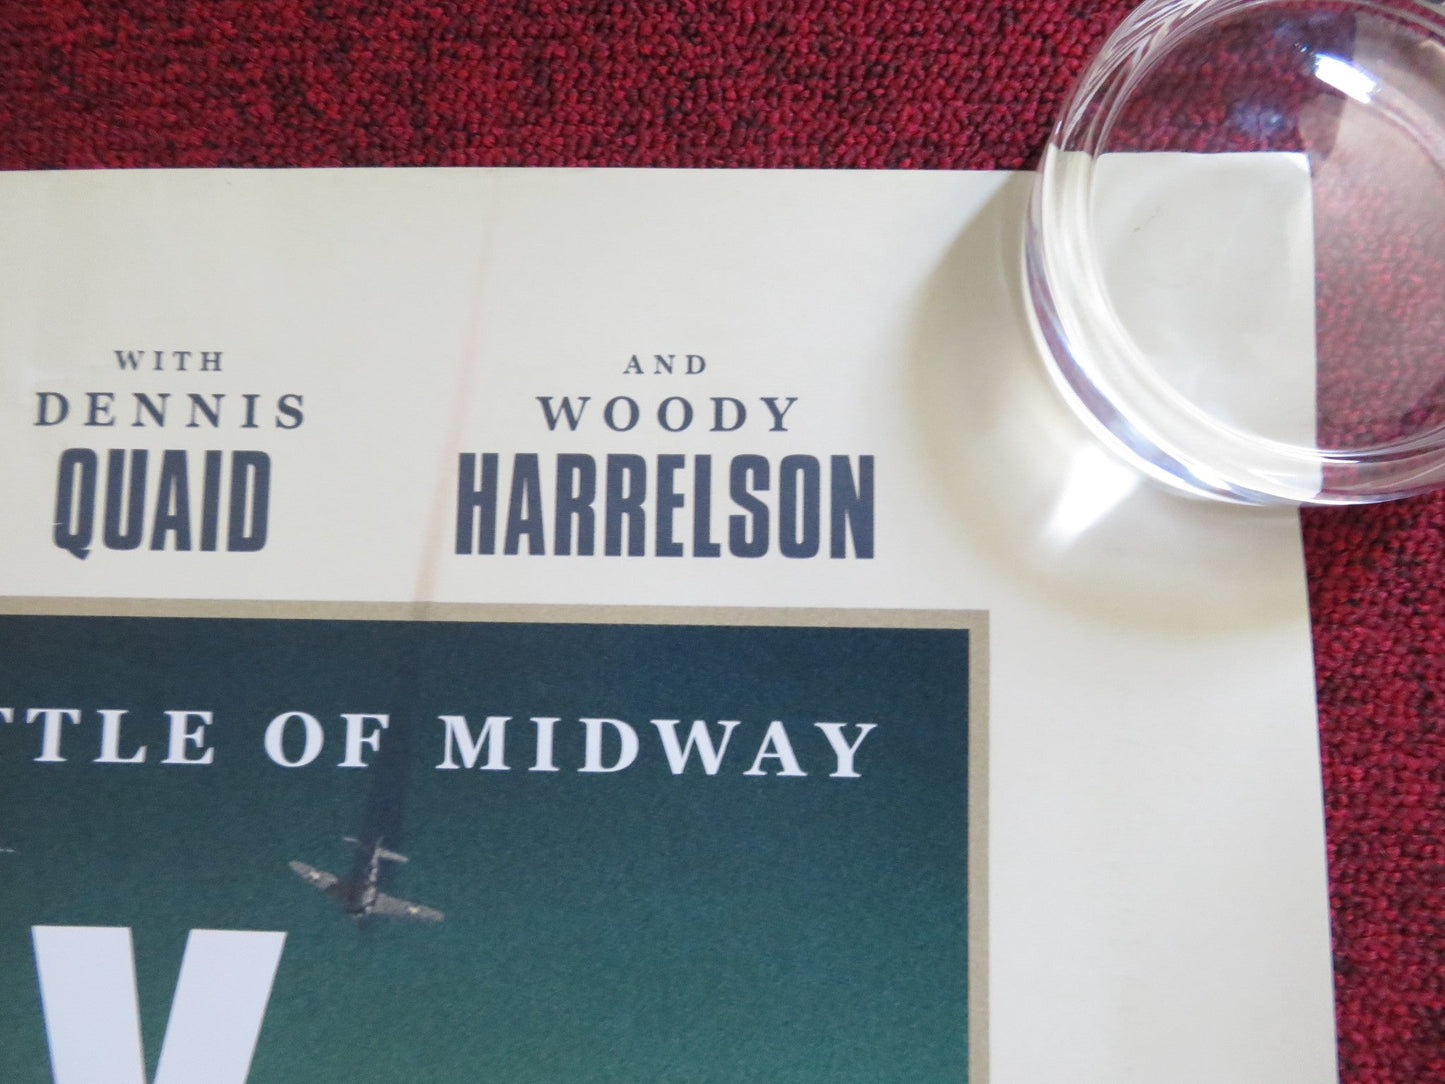 WITH
DENNIS
QUAID
AND
WOODY
HARRELSON
TTLE OF MIDWAY
Y